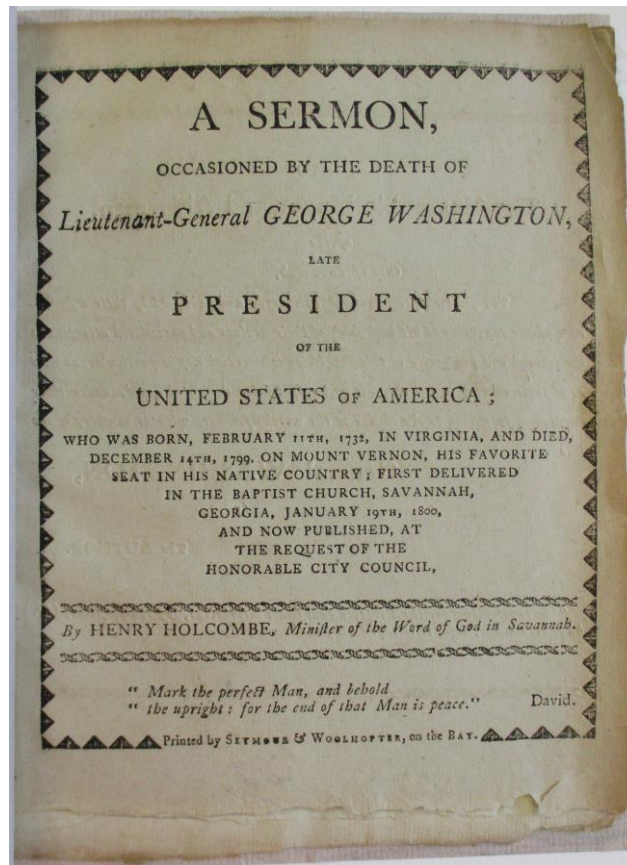 A SERMON,
OCCASIONED BY THE DEATH OF
Lieutenant-General GEORGE WASHINGTON,
LATE
PRESIDENT
OF THE
UNITED STATES OF AMERICA;
WHO WAS BORN, FEBRUARY 11TH, 1732, IN VIRGINIA, AND DIED,
DECEMBER 14TH, 1799, ON MOUNT VERNON, HIS FAVORITE
SEAT IN HIS NATIVE COUNTRY; FIRST DELIVERED
IN THE BAPTIST CHURCH, SAVANNAH,
GEORGIA, JANUARY 19TH, 1800,
AND NOW PUBLISHED, AT
THE REQUEST OF THE
HONORABLE CITY COUNCIL,
By HENRY HOLCOMBE, Miniſter of the Word of God in Savannah.
“ Mark the perfect Man, and behold
“ the upright: for the end of that Man is peace.” David.
Printed by SEYMOUR & WOOLHOPTER, on the BAY.